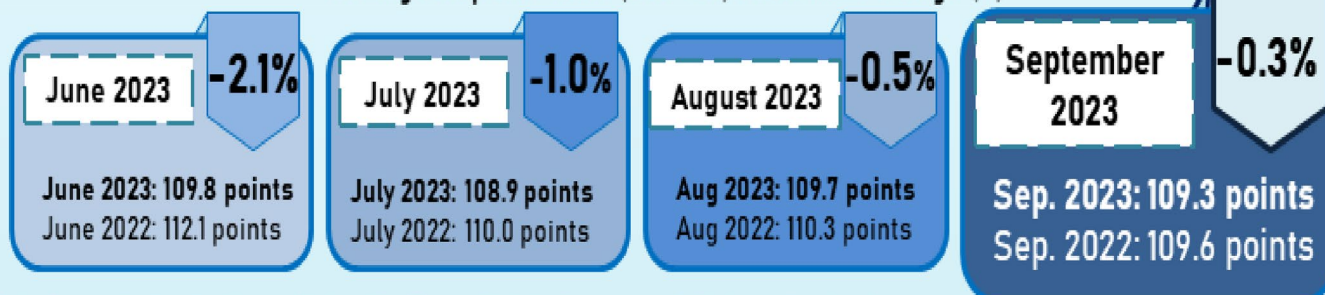 June 2023
-2.1%
June 2023: 109.8 points
June 2022: 112.1 points
July 2023
-1.0%
July 2023: 108.9 points
July 2022: 110.0 points
August 2023
-0.5%
Aug 2023: 109.7 points
Aug 2022: 110.3 points
September
2023
-0.3%
Sep. 2023: 109.3 points
Sep. 2022: 109.6 points